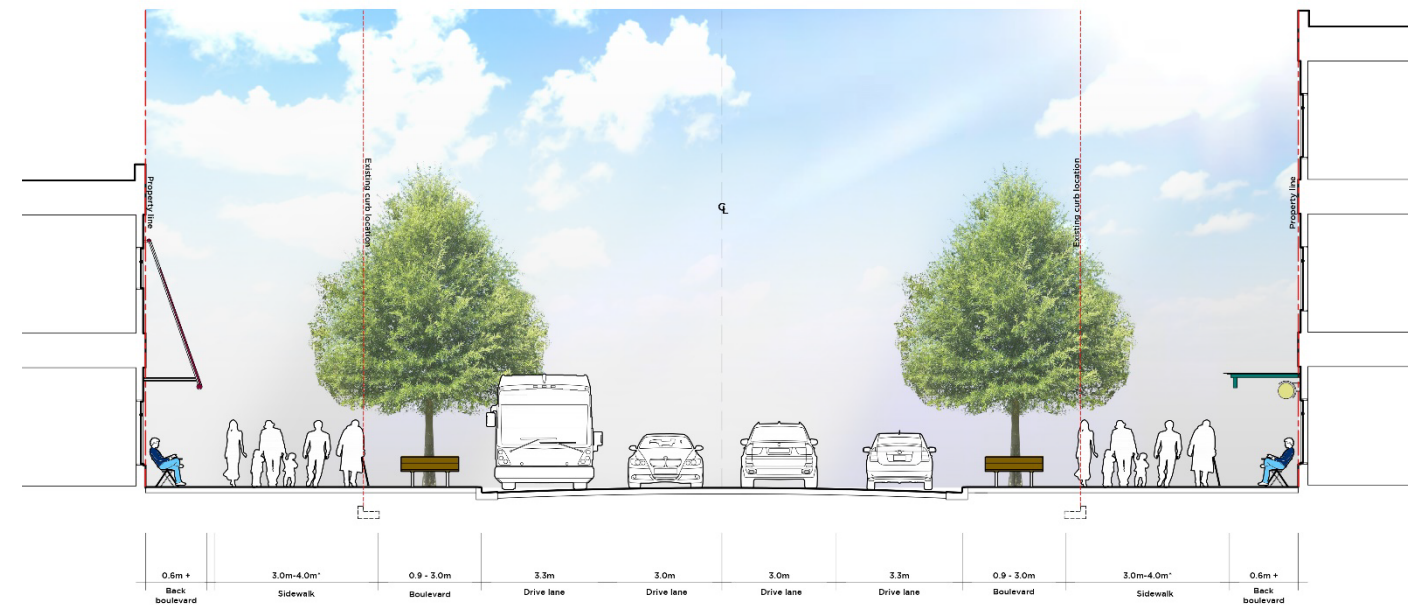 Property line
Existing curb location
℄
Existing curb location
Property line
0.6m +
3.0m-4.0m*
0.9 - 3.0m
3.3m
3.0m
3.0m
3.3m
0.9 - 3.0m
3.0m-4.0m*
0.6m +
Back
boulevard
Sidewalk
Boulevard
Drive lane
Drive lane
Drive lane
Drive lane
Boulevard
Sidewalk
Back
boulevard